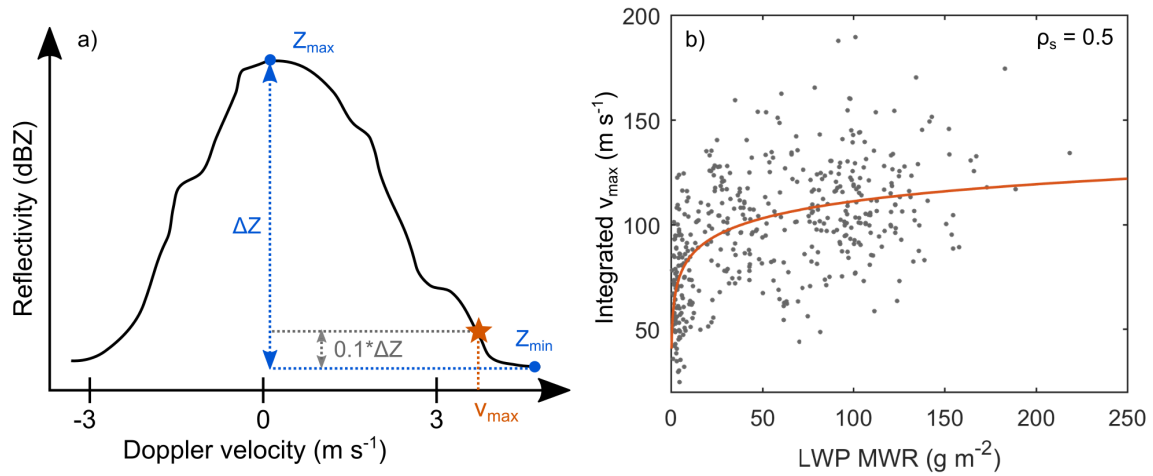 a)
Z_max
Reflectivity (dBZ)
ΔZ
0.1*ΔZ
Z_min
-3
0
3
v_max
Doppler velocity (m s⁻¹)
b)
ρ_s = 0.5
Integrated v_max (m s⁻¹)
200
150
100
50
0
50
100
150
200
250
LWP MWR (g m⁻²)